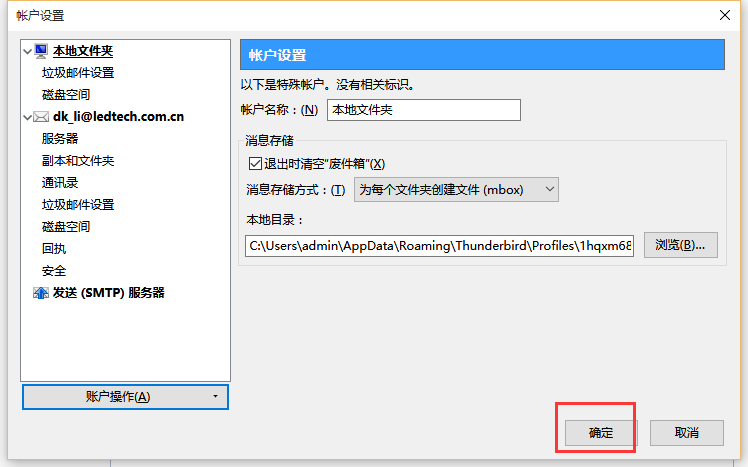 帐户设置
本地文件夹
垃圾邮件设置
磁盘空间
dk_li@ledtech.com.cn
服务器
副本和文件夹
通讯录
垃圾邮件设置
磁盘空间
回执
安全
发送 (SMTP) 服务器
账户操作(A)
帐户设置
以下是特殊帐户。没有相关标识。
帐户名称：(N) 本地文件夹
消息存储
退出时清空“废件箱”(X)
消息存储方式：(T) 为每个文件夹创建文件 (mbox)
本地目录：
C:\Users\admin\AppData\Roaming\Thunderbird\Profiles\1hqxm68 浏览(B)...
确定 取消